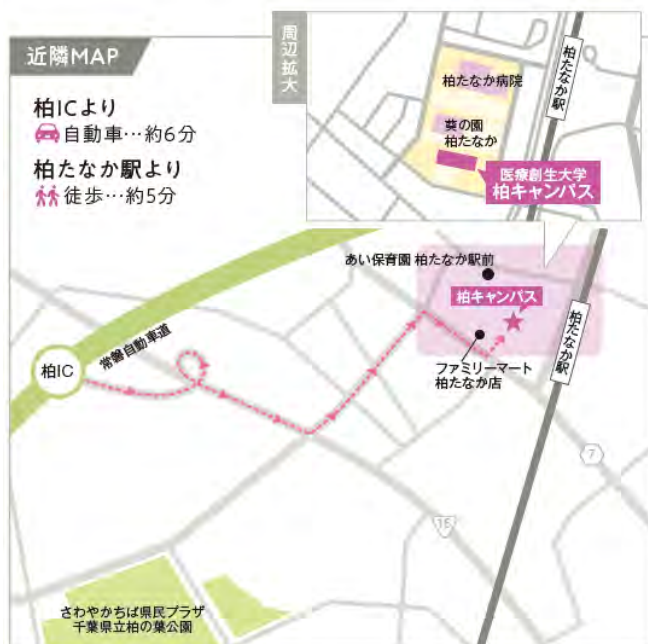 近隣MAP
柏ICより
自動車…約6分
柏たなか駅より
徒歩…約5分
周辺拡大
柏たなか病院
葵の園
柏たなか
医療創生大学
柏キャンパス
柏たなか駅
あい保育園 柏たなか駅前
柏キャンパス
柏たなか駅
ファミリーマート
柏たなか店
常磐自動車道
柏IC
7
16
さわやかちば県民プラザ
千葉県立柏の葉公園